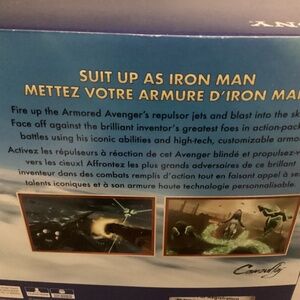 SUIT UP AS IRON MAN
METTEZ VOTRE ARMURE D'IRON MA
Fire up the Armored Avenger's repulsor jets and blast into the sk
Face off against the brilliant inventor's greatest foes in action-pack
battles using his iconic abilities and high-tech, customizable armo
Activez les répulseurs à réaction de cet Avenger blindé et propulsez-v
vers les cieux! Affrontez les plus grands adversaires de ce brillant
inventeur dans des combats remplis d'action tout en faisant appel à se
talents iconiques et à son armure haute technologie personnalisable.
Camouflaj